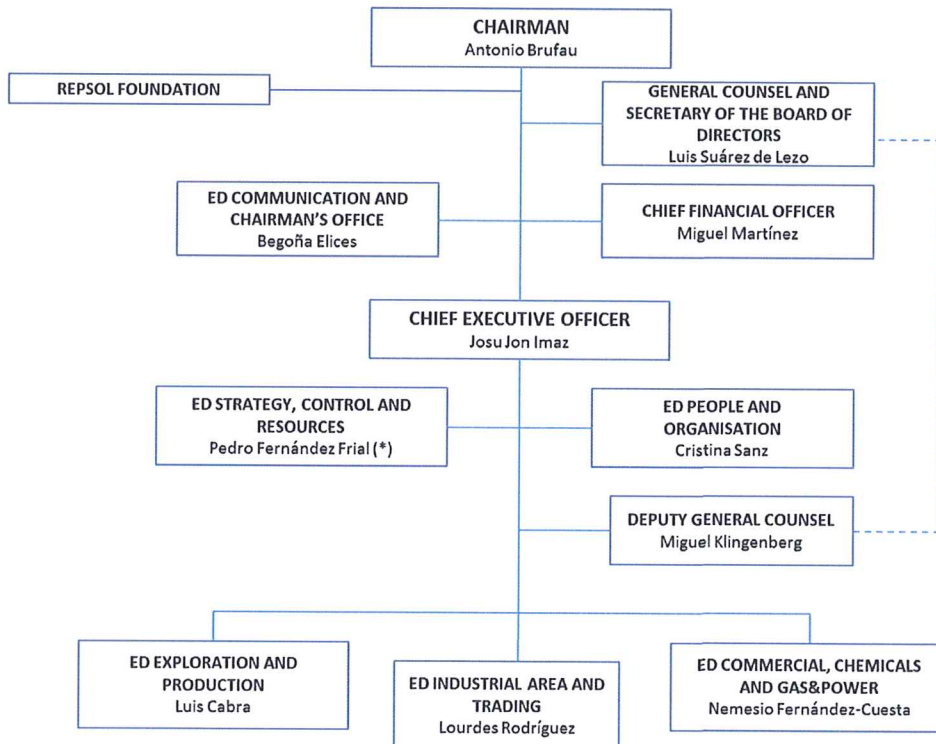 CHAIRMAN
Antonio Brufau
REPSOL FOUNDATION
GENERAL COUNSEL AND
SECRETARY OF THE BOARD OF
DIRECTORS
Luis Suárez de Lezo
ED COMMUNICATION AND
CHAIRMAN'S OFFICE
Begoña Elices
CHIEF FINANCIAL OFFICER
Miguel Martínez
CHIEF EXECUTIVE OFFICER
Josu Jon Imaz
ED STRATEGY, CONTROL AND
RESOURCES
Pedro Fernández Frial (*)
ED PEOPLE AND
ORGANISATION
Cristina Sanz
DEPUTY GENERAL COUNSEL
Miguel Klingenberg
ED EXPLORATION AND
PRODUCTION
Luis Cabra
ED INDUSTRIAL AREA AND
TRADING
Lourdes Rodríguez
ED COMMERCIAL, CHEMICALS
AND GAS&POWER
Nemesio Fernández-Cuesta